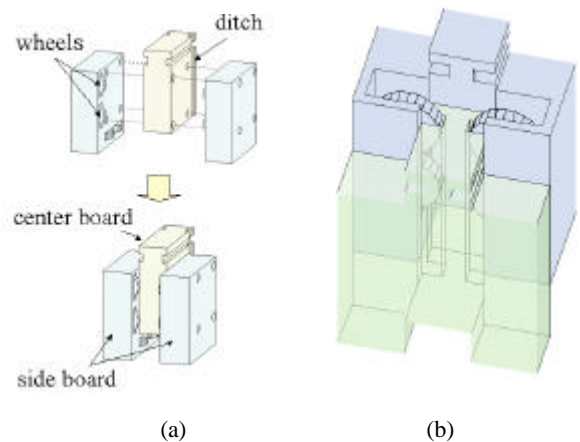 wheels
ditch
center board
side board
(a)
(b)